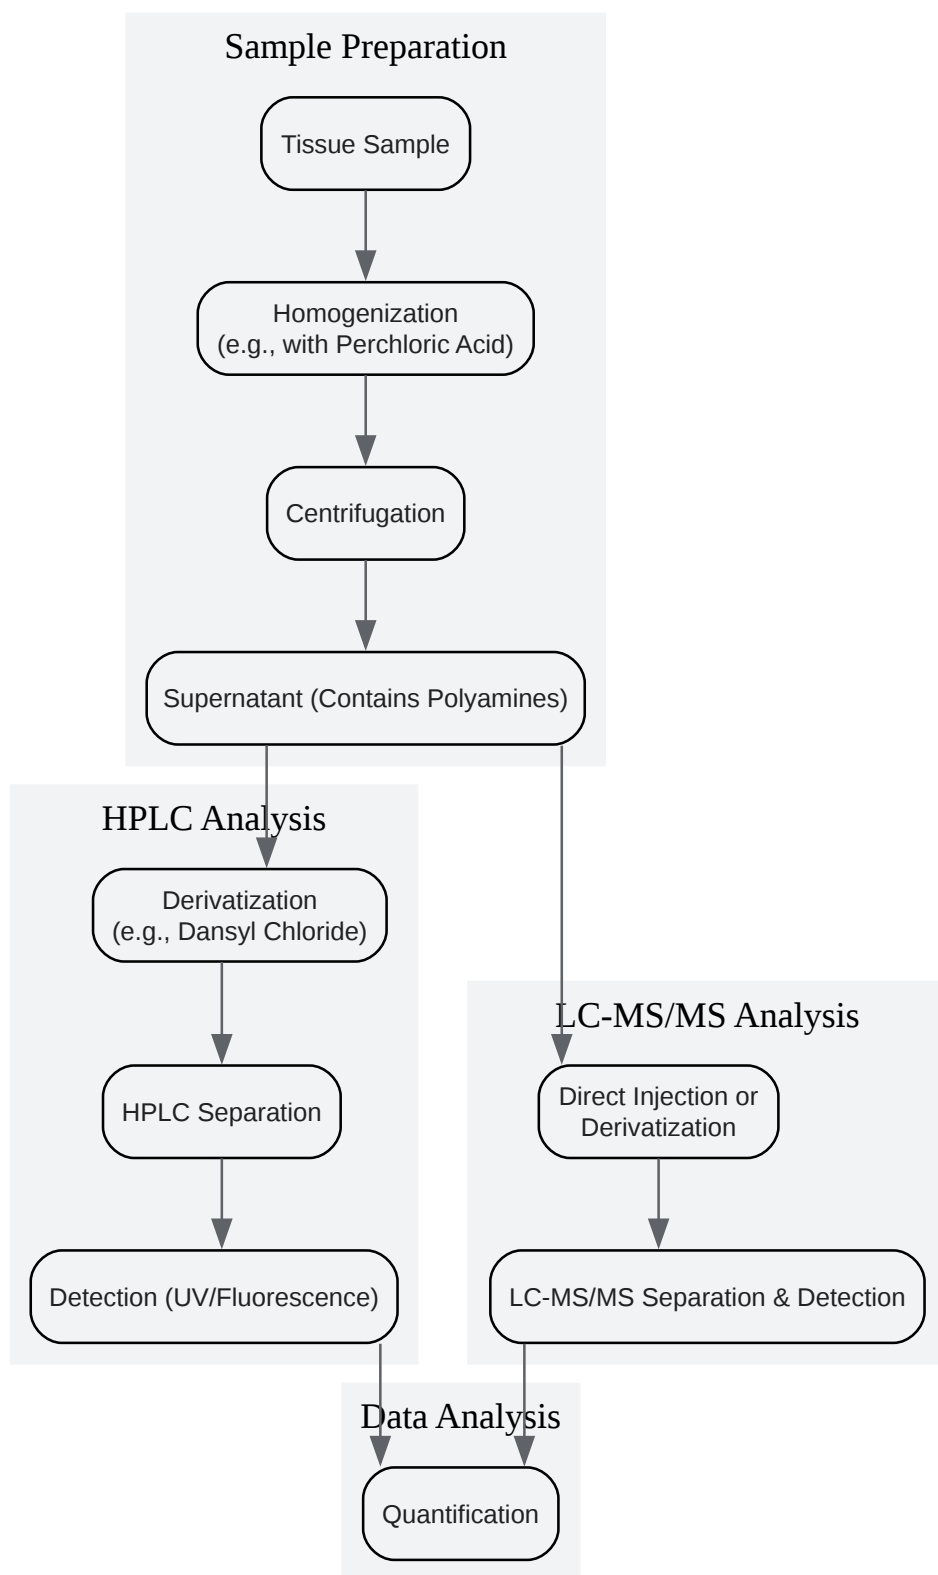 Sample Preparation
Tissue Sample
Homogenization
(e.g., with Perchloric Acid)
Centrifugation
Supernatant (Contains Polyamines)
HPLC Analysis
Derivatization
(e.g., Dansyl Chloride)
HPLC Separation
Detection (UV/Fluorescence)
LC-MS/MS Analysis
Direct Injection or
Derivatization
LC-MS/MS Separation & Detection
Data Analysis
Quantification